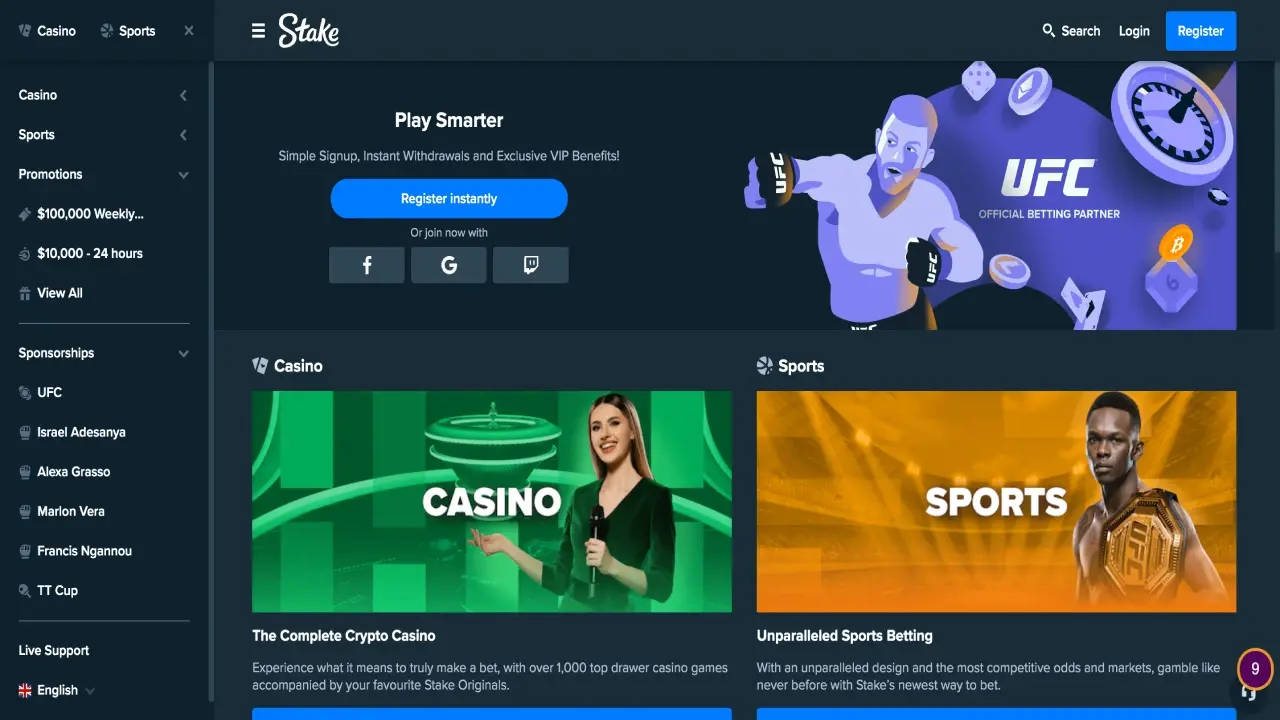 Casino
Sports
Stake
Search
Login
Register
Casino
Sports
Promotions
$100,000 Weekly...
$10,000 - 24 hours
View All
Sponsorships
UFC
Israel Adesanya
Alexa Grasso
Marlon Vera
Francis Ngannou
TT Cup
Live Support
English
Play Smarter
Simple Signup, Instant Withdrawals and Exclusive VIP Benefits!
Register instantly
Or join now with
UFC
UFC
UFC
UFC
OFFICIAL BETTING PARTNER
Casino
CASINO
The Complete Crypto Casino
Experience what it means to truly make a bet, with over 1,000 top drawer casino games
accompanied by your favourite Stake Originals.
Sports
SPORTS
UFC
Unparalleled Sports Betting
With an unparalleled design and the most competitive odds and markets, gamble like
never before with Stake's newest way to bet.
9